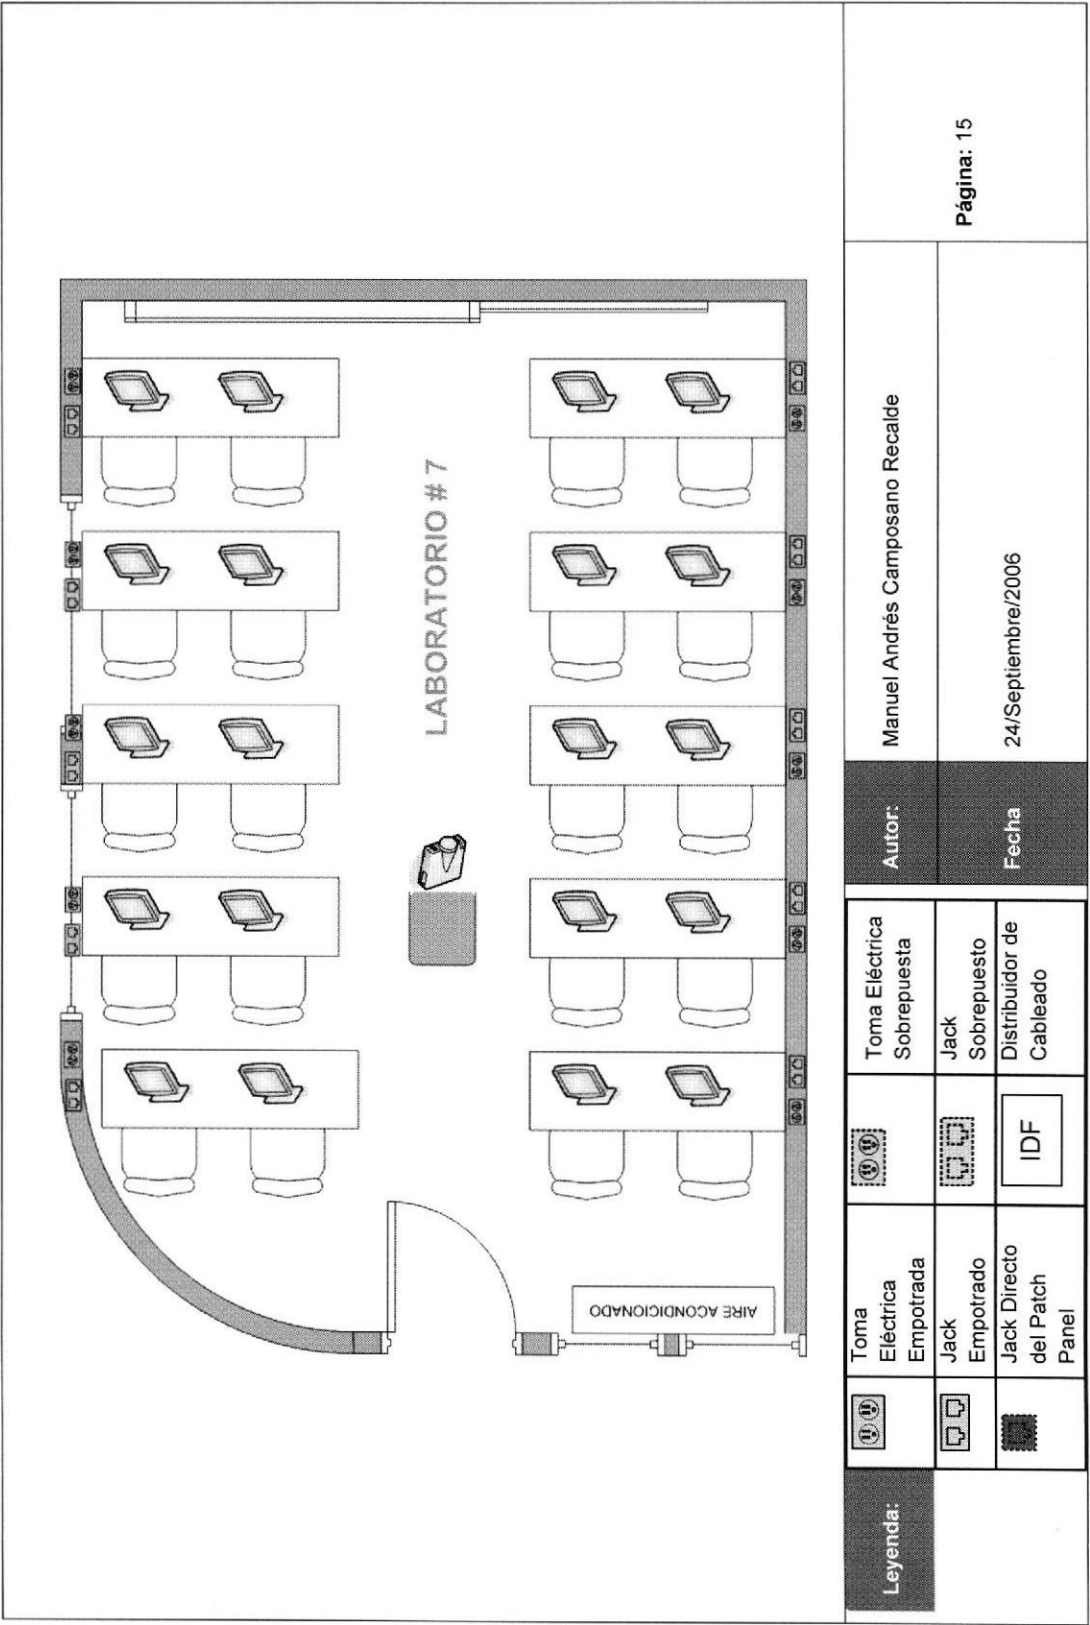 LABORATORIO # 7
AIRE ACONDICIONADO
Leyenda:
Toma
Eléctrica
Empotrada
Toma Eléctrica
Sobrepuesta
Jack
Empotrado
Jack
Sobrepuesto
Jack Directo
del Patch
Panel
IDF
Distribuidor de
Cableado
Autor:
Manuel Andrés Camposano Recalde
Fecha
24/Septiembre/2006
Página: 15